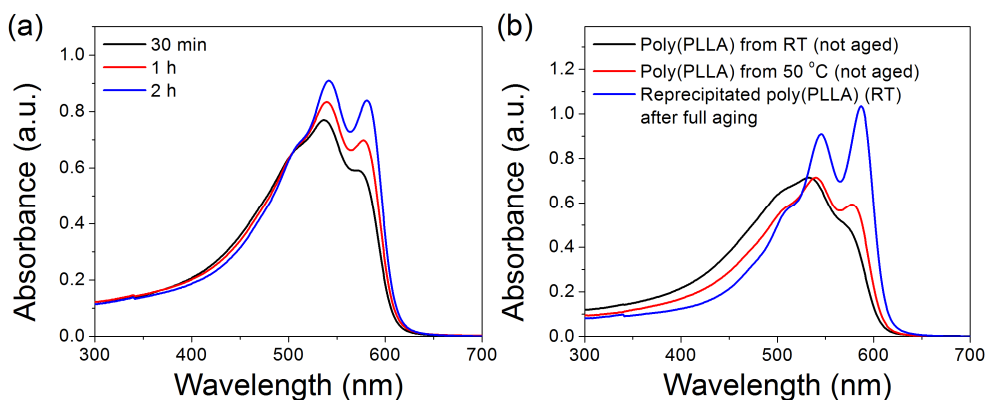 (a)
30 min
1 h
2 h
Absorbance (a.u.)
1.0
0.8
0.6
0.4
0.2
0.0
300
400
500
600
700
Wavelength (nm)
(b)
Poly(PLLA) from RT (not aged)
Poly(PLLA) from 50 °C (not aged)
Reprecipitated poly(PLLA) (RT)
after full aging
Absorbance (a.u.)
1.2
1.0
0.8
0.6
0.4
0.2
0.0
300
400
500
600
700
Wavelength (nm)